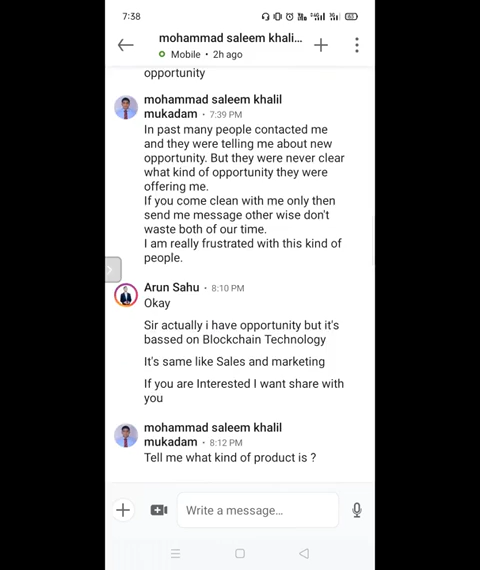 7:38
63
mohammad saleem khali...
Mobile • 2h ago
opportunity
mohammad saleem khalil
mukadam • 7:39 PM
In past many people contacted me
and they were telling me about new
opportunity. But they were never clear
what kind of opportunity they were
offering me.
If you come clean with me only then
send me message other wise don't
waste both of our time.
I am really frustrated with this kind of
people.
Arun Sahu • 8:10 PM
Okay
Sir actually i have opportunity but it's
bassed on Blockchain Technology
It's same like Sales and marketing
If you are Interested I want share with
you
mohammad saleem khalil
mukadam • 8:12 PM
Tell me what kind of product is ?
Write a message...